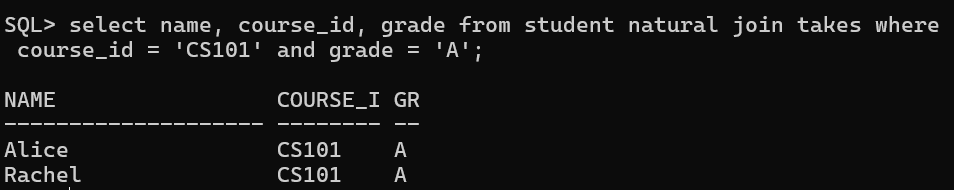 SQL> select name, course_id, grade from student natural join takes where
 course_id = 'CS101' and grade = 'A';
NAME                 COURSE_I GR
-------------------- -------- --
Alice                CS101    A
Rachel               CS101    A